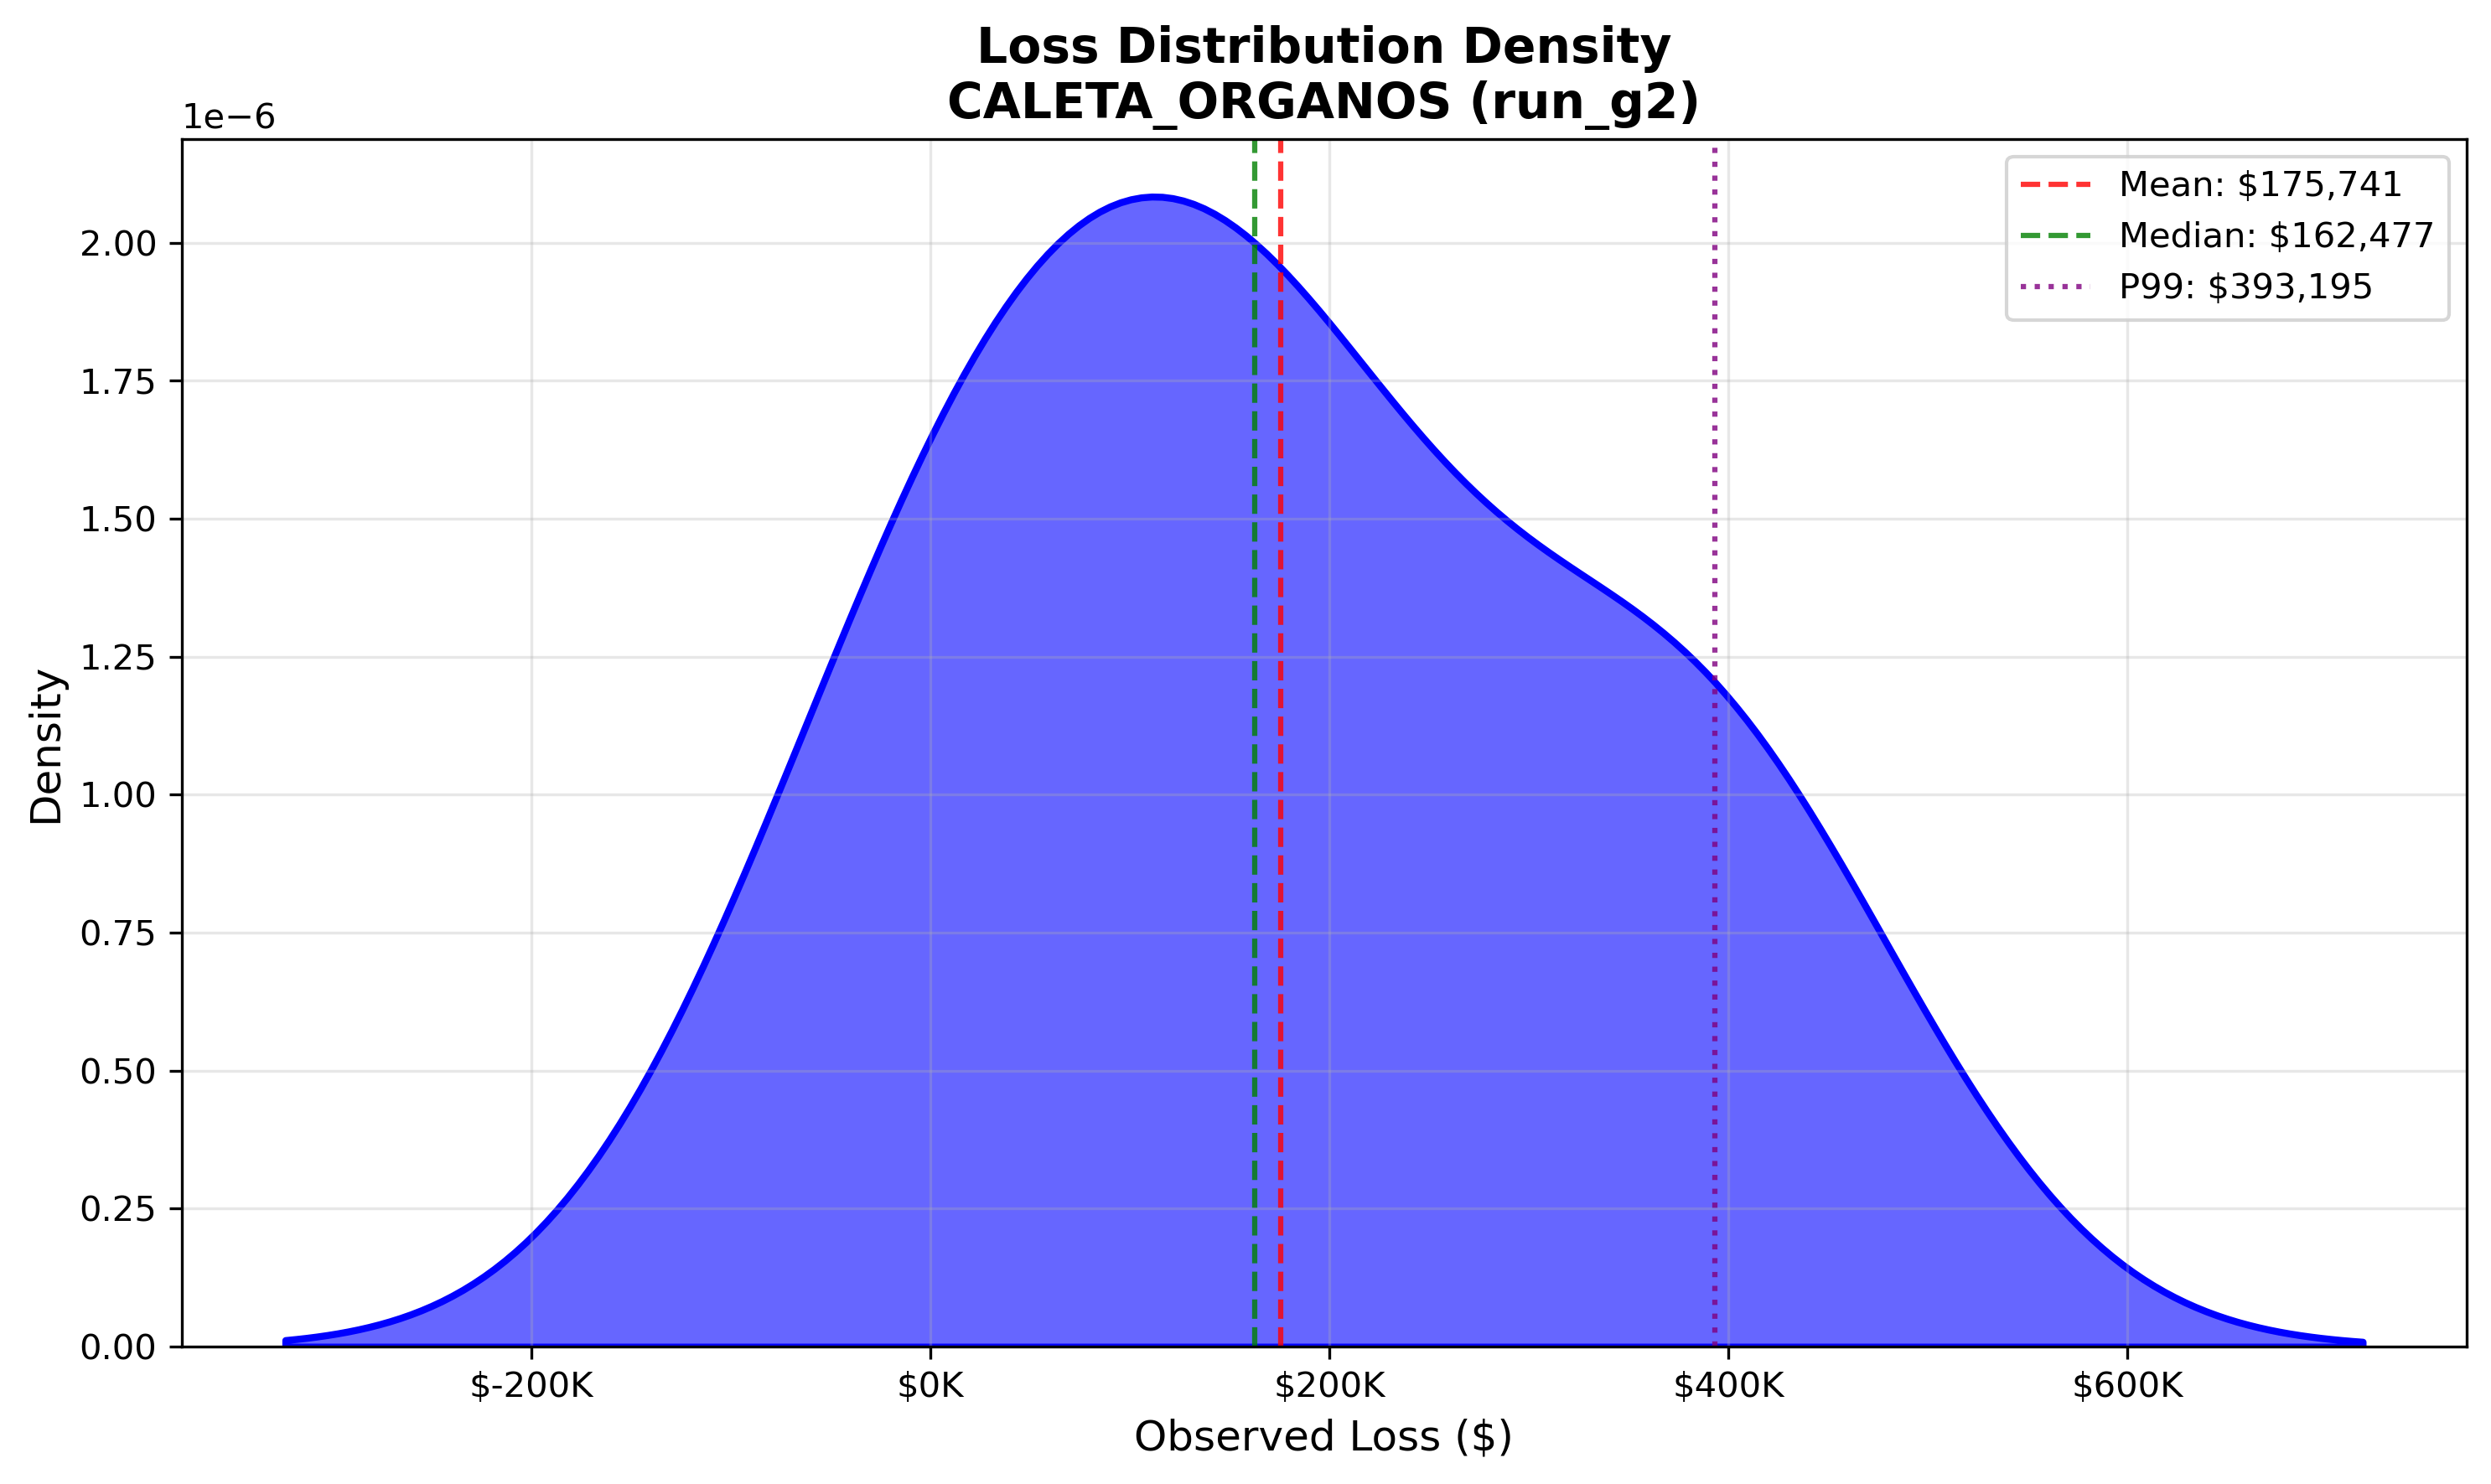 Loss Distribution Density
CALETA_ORGANOS (run_g2)
1e−6
Mean: $175,741
Median: $162,477
P99: $393,195
2.00
1.75
1.50
1.25
1.00
0.75
0.50
0.25
0.00
Density
$-200K
$0K
$200K
$400K
$600K
Observed Loss ($)